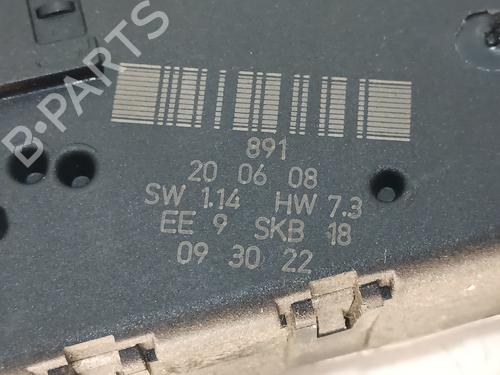 B-PARTS
891
20 06 08
SW 1.14 HW 7.3
EE 9 SKB 18
09 30 22